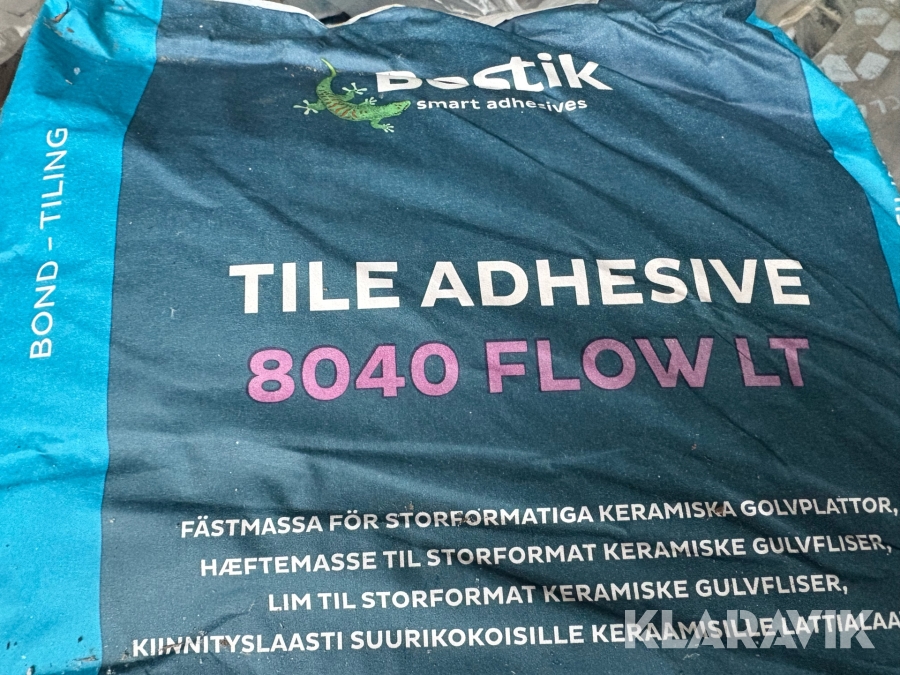 Bostik
smart adhesives
BOND - TILING
TILE ADHESIVE
8040 FLOW LT
FÄSTMASSA FÖR STORFORMATIGA KERAMISKA GOLVPLATTOR,
HÆFTEMASSE TIL STORFORMAT KERAMISKE GULVFLISER,
LIM TIL STORFORMAT KERAMISKE GULVFLISER,
KIINNITYSLAASTI SUURIKOKOISILLE KERAAMISILLE
KLARAVIK